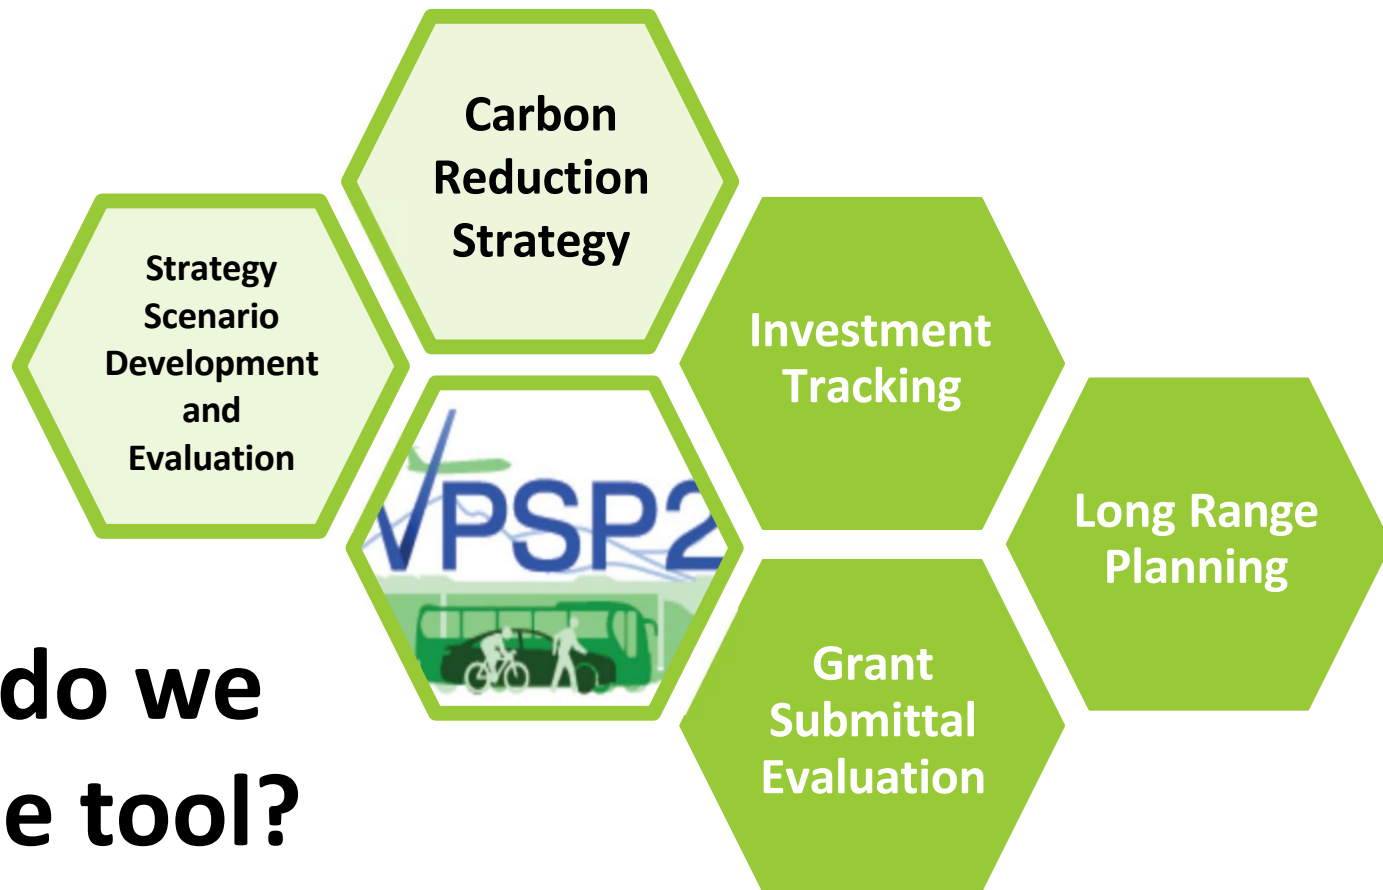 Carbon
Reduction
Strategy
Strategy
Scenario
Development
and
Evaluation
Investment
Tracking
VPSP2
Long Range
Planning
Grant
Submittal
Evaluation
do we
e tool?